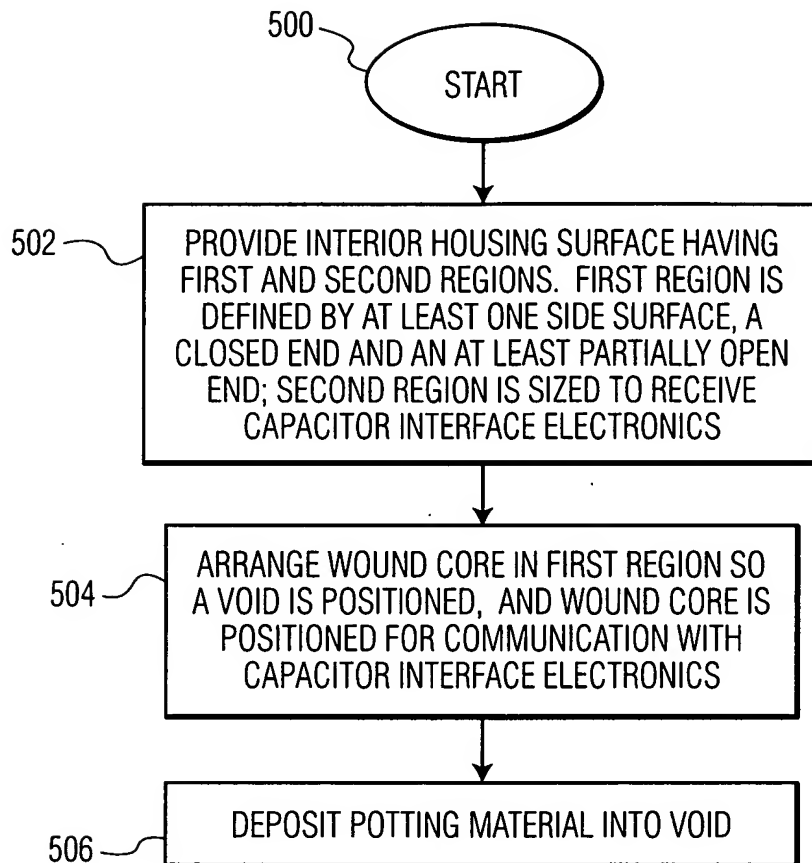 500
START
502
PROVIDE INTERIOR HOUSING SURFACE HAVING
FIRST AND SECOND REGIONS. FIRST REGION IS
DEFINED BY AT LEAST ONE SIDE SURFACE, A
CLOSED END AND AN AT LEAST PARTIALLY OPEN
END; SECOND REGION IS SIZED TO RECEIVE
CAPACITOR INTERFACE ELECTRONICS
504
ARRANGE WOUND CORE IN FIRST REGION SO
A VOID IS POSITIONED, AND WOUND CORE IS
POSITIONED FOR COMMUNICATION WITH
CAPACITOR INTERFACE ELECTRONICS
506
DEPOSIT POTTING MATERIAL INTO VOID